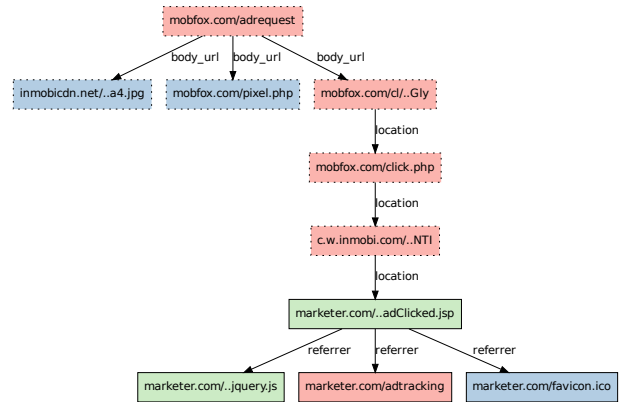 mobfox.com/adrequest
body_url body_url body_url
inmobicdn.net/..a4.jpg mobfox.com/pixel.php mobfox.com/cl/..Gly
location
mobfox.com/click.php
location
c.w.inmobi.com/..NTI
location
marketer.com/..adClicked.jsp
referrer referrer referrer
marketer.com/..jquery.js marketer.com/adtracking marketer.com/favicon.ico